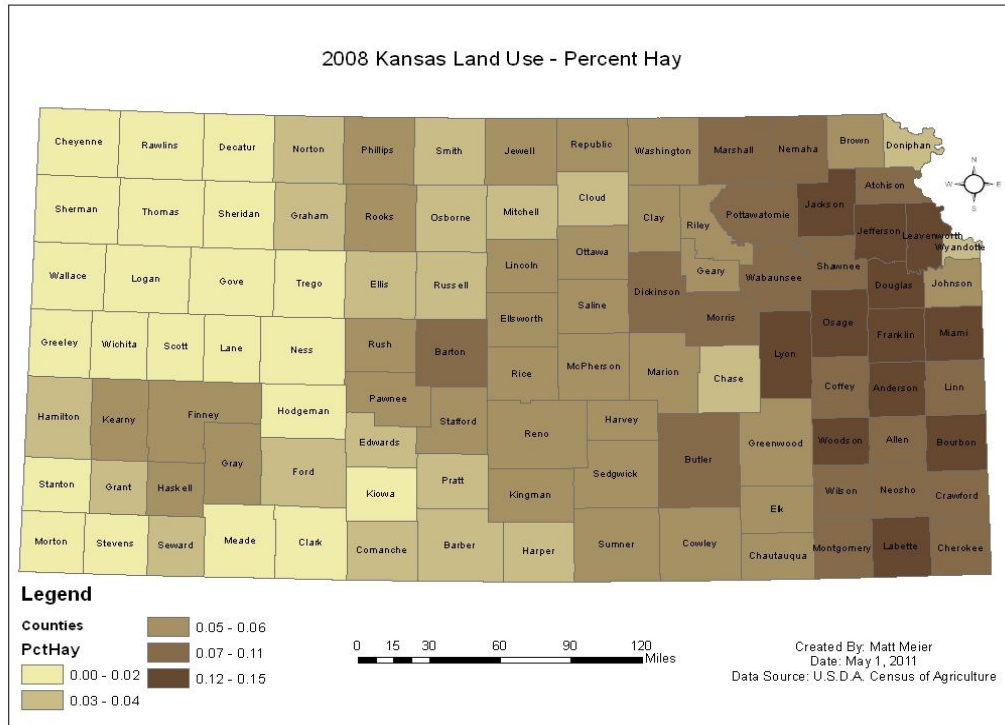 2008 Kansas Land Use - Percent Hay
Cheyenne Rawlins Decatur Norton Phillips Smith Jewell Republic Washington Marshall Nemaha Brown Doniphan
Atchison
N
W E
S
Sherman Thomas Sheridan Graham Rooks Osborne Mitchell Cloud Clay Riley Pottawatomie Jackson Jefferson Leavenworth
Wyandotte
Wallace Logan Gove Trego Ellis Russell Lincoln Ottawa Dickinson Geary Wabaunsee Shawnee Douglas Johnson
Saline Morris Osage
Greeley Wichita Scott Lane Ness Rush Barton Ellsworth McPherson Marion Chase Lyon Franklin Miami
Rice Coffey Anderson Linn
Hamilton Kearny Finney Hodgeman Pawnee Stafford Reno Harvey Butler Greenwood Woodson Allen Bourbon
Gray Ford Edwards Sedgwick
Stanton Grant Haskell Kiowa Pratt Kingman Elk Wilson Neosho Crawford
Morton Stevens Seward Meade Clark Comanche Barber Harper Sumner Cowley Chautauqua Montgomery Labette Cherokee
Legend
Counties
PctHay
0.00 - 0.02
0.03 - 0.04
0.05 - 0.06
0.07 - 0.11
0.12 - 0.15
0 15 30 60 90 120
Miles
Created By: Matt Meier
Date: May 1, 2011
Data Source: U.S.D.A. Census of Agriculture